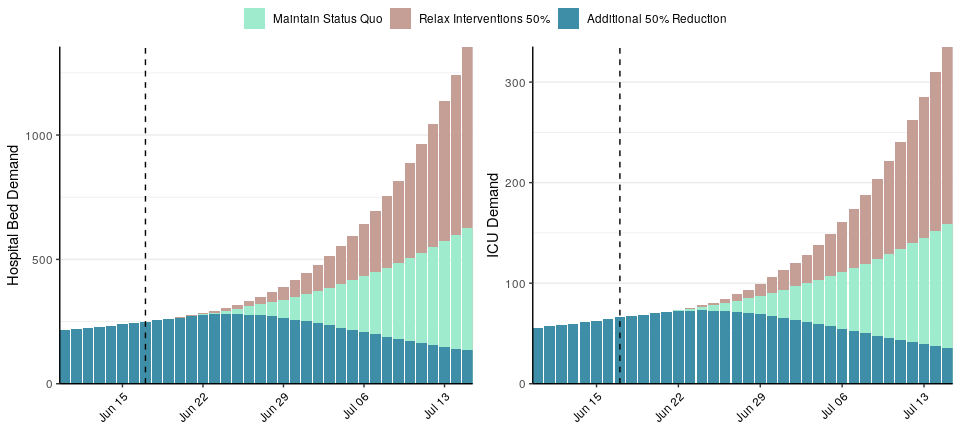 Maintain Status Quo Relax Interventions 50% Additional 50% Reduction
Hospital Bed Demand
1000
500
0
Jun 15 Jun 22 Jun 29 Jul 06 Jul 13
ICU Demand
300
200
100
0
Jun 15 Jun 22 Jun 29 Jul 06 Jul 13